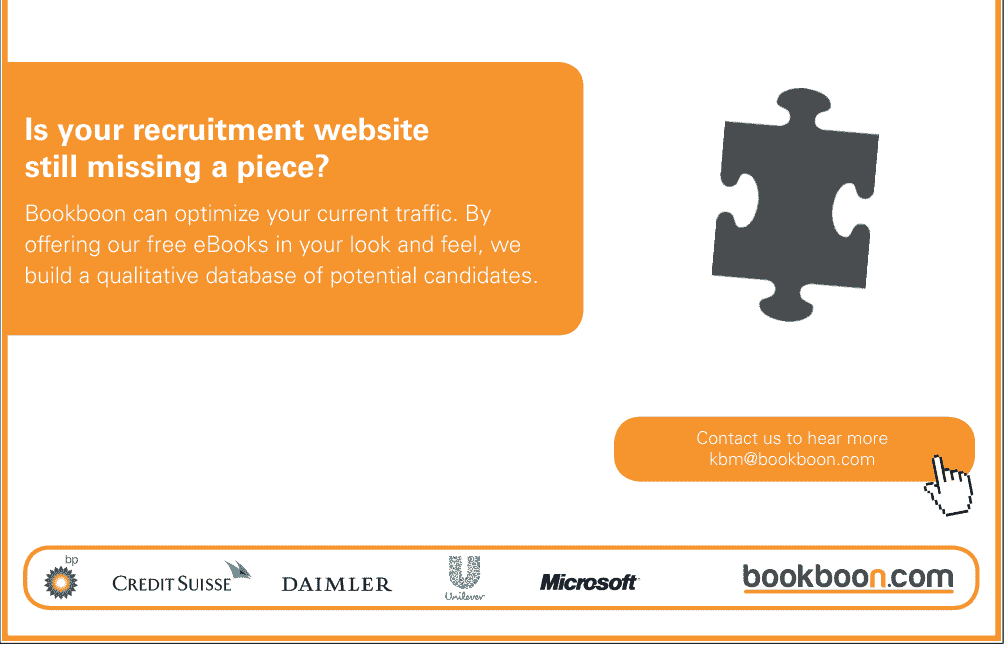 Is your recruitment website
still missing a piece?
Bookboon can optimize your current traffic. By
offering our free eBooks in your look and feel, we
build a qualitative database of potential candidates.
Contact us to hear more
kbm@bookboon.com
bp
CREDIT SUISSE
DAIMLER
Unilever
Microsoft
bookboon.com